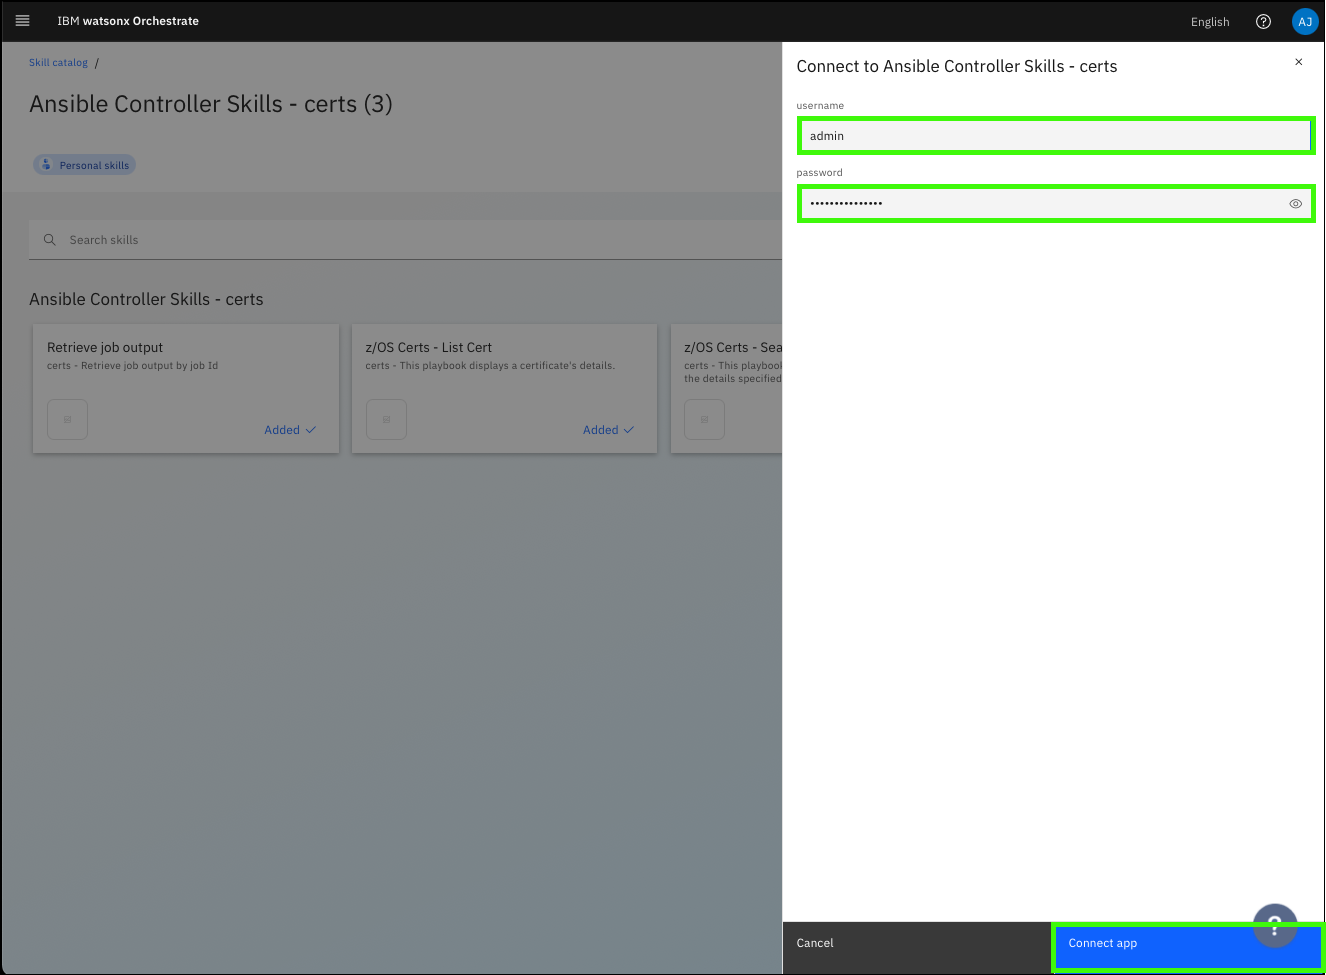 IBM watsonx Orchestrate
English
AJ
Skill catalog /
Ansible Controller Skills - certs (3)
Personal skills
Search skills
Ansible Controller Skills - certs
Retrieve job output
certs - Retrieve job output by job Id
Added
z/OS Certs - List Cert
certs - This playbook displays a certificate's details.
Added
z/OS Certs - Sea
certs - This playbook
the details specified
Connect to Ansible Controller Skills - certs
username
admin
password
•••••••••••••••
Cancel
Connect app
?